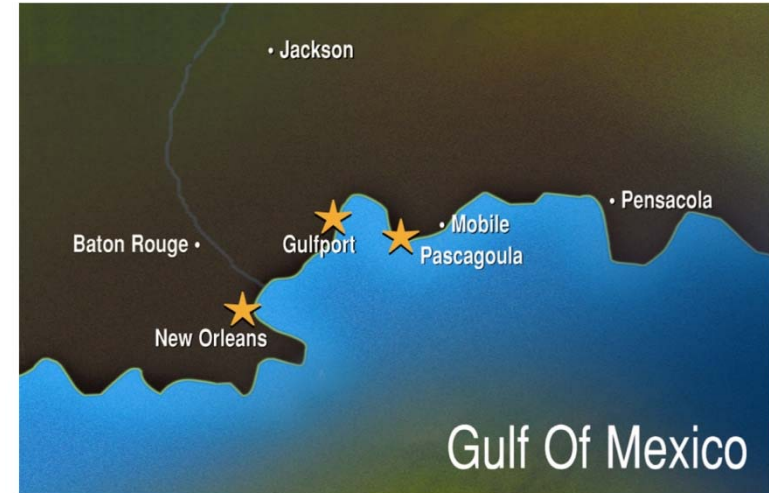 Jackson
Pensacola
Mobile
Baton Rouge
Gulfport
Pascagoula
New Orleans
Gulf Of Mexico